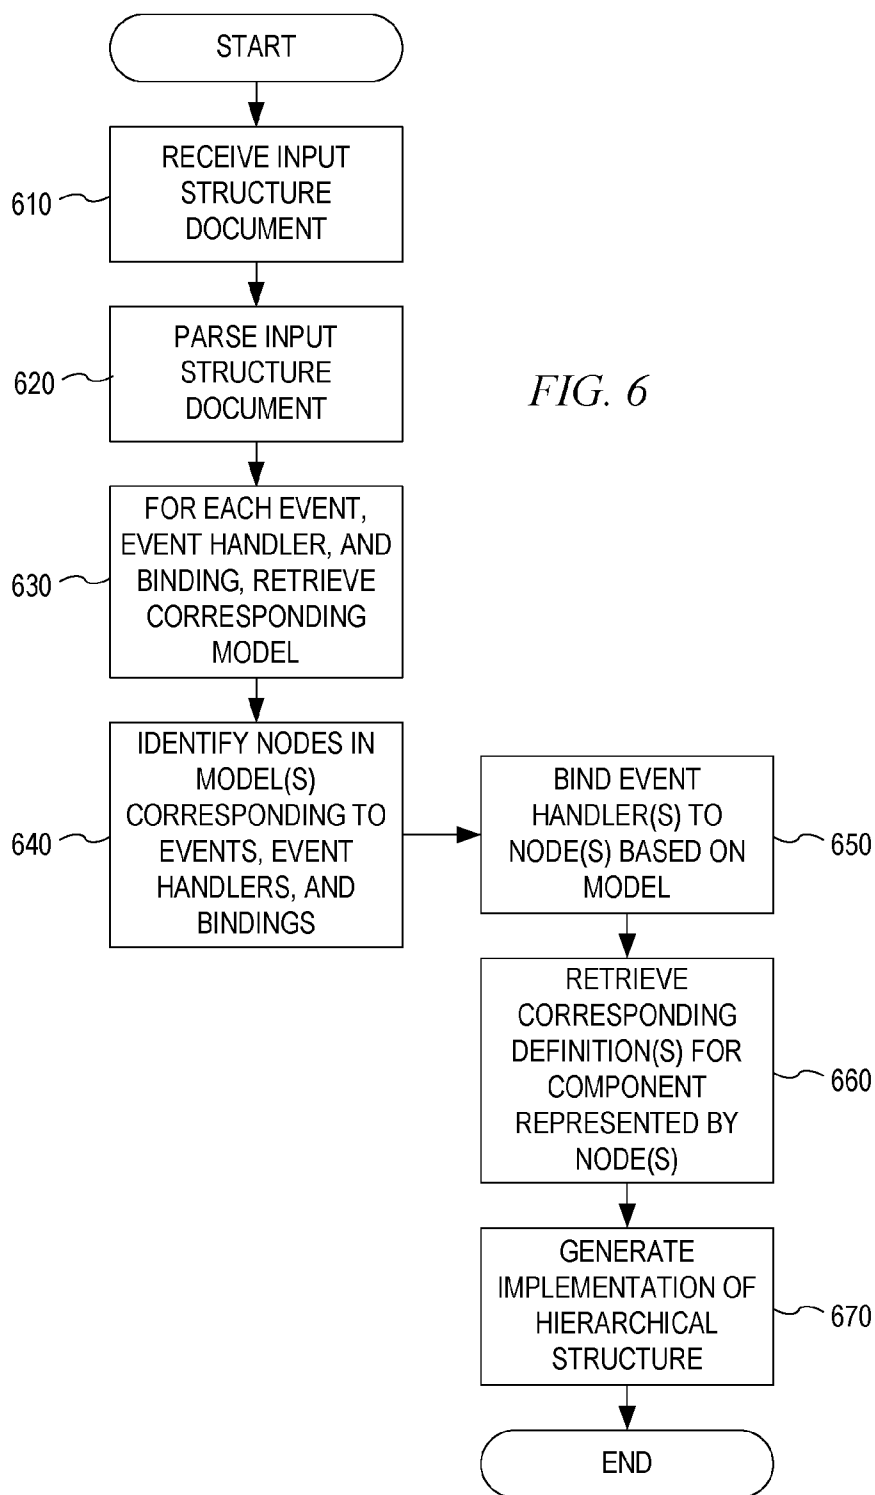 START
RECEIVE INPUT
STRUCTURE
DOCUMENT
610
PARSE INPUT
STRUCTURE
DOCUMENT
620
FIG. 6
FOR EACH EVENT,
EVENT HANDLER, AND
BINDING, RETRIEVE
CORRESPONDING
MODEL
630
IDENTIFY NODES IN
MODEL(S)
CORRESPONDING TO
EVENTS, EVENT
HANDLERS, AND
BINDINGS
640
BIND EVENT
HANDLER(S) TO
NODE(S) BASED ON
MODEL
650
RETRIEVE
CORRESPONDING
DEFINITION(S) FOR
COMPONENT
REPRESENTED BY
NODE(S)
660
GENERATE
IMPLEMENTATION OF
HIERARCHICAL
STRUCTURE
670
END